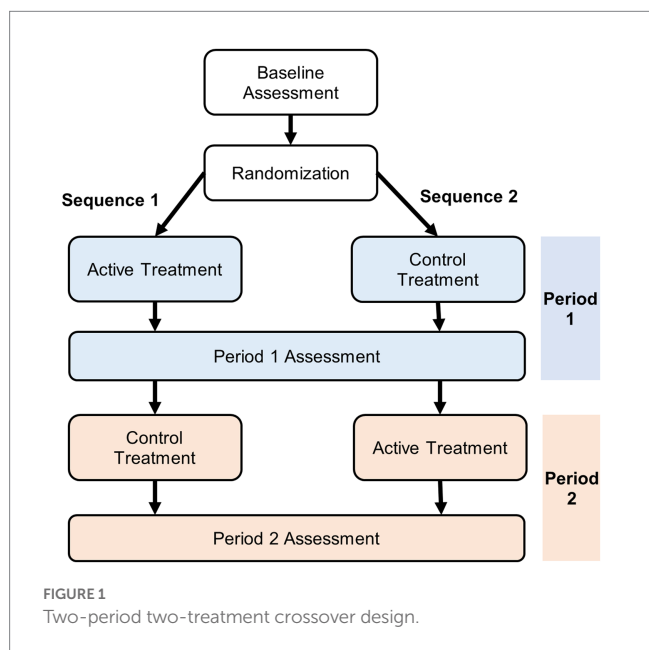 Baseline
Assessment
Randomization
Sequence 1
Sequence 2
Active Treatment
Control
Treatment
Period
1
Period 1 Assessment
Control
Treatment
Active Treatment
Period
2
Period 2 Assessment
FIGURE 1
Two-period two-treatment crossover design.